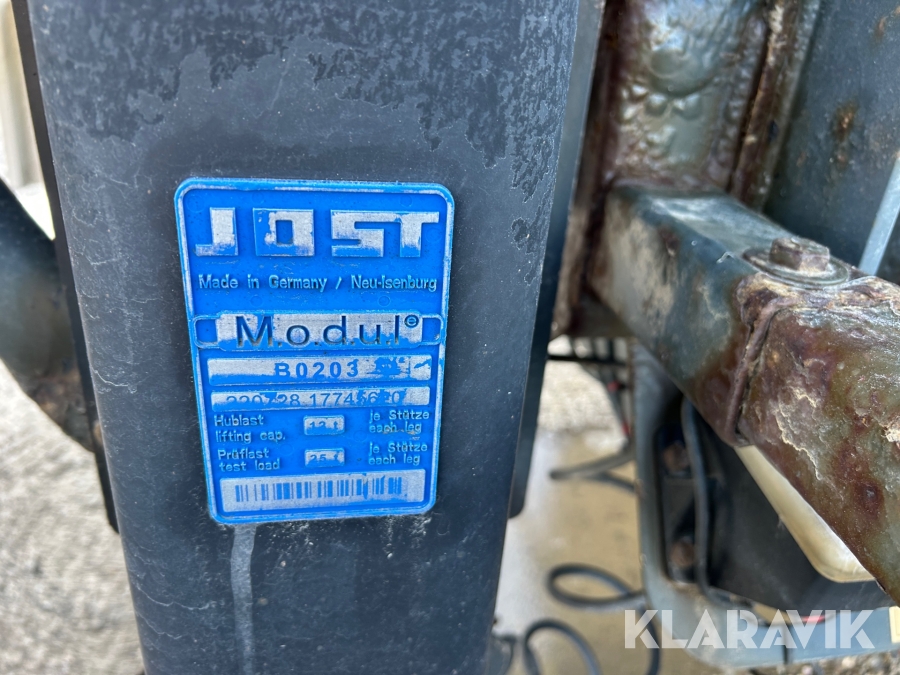 JOST
Made in Germany / Neu-Isenburg
M.o.d.u.l®
B0203
Hublast je Stütze
lifting cap. 12 t each leg
Prüflast je Stütze
test load each leg
KLARAVIK